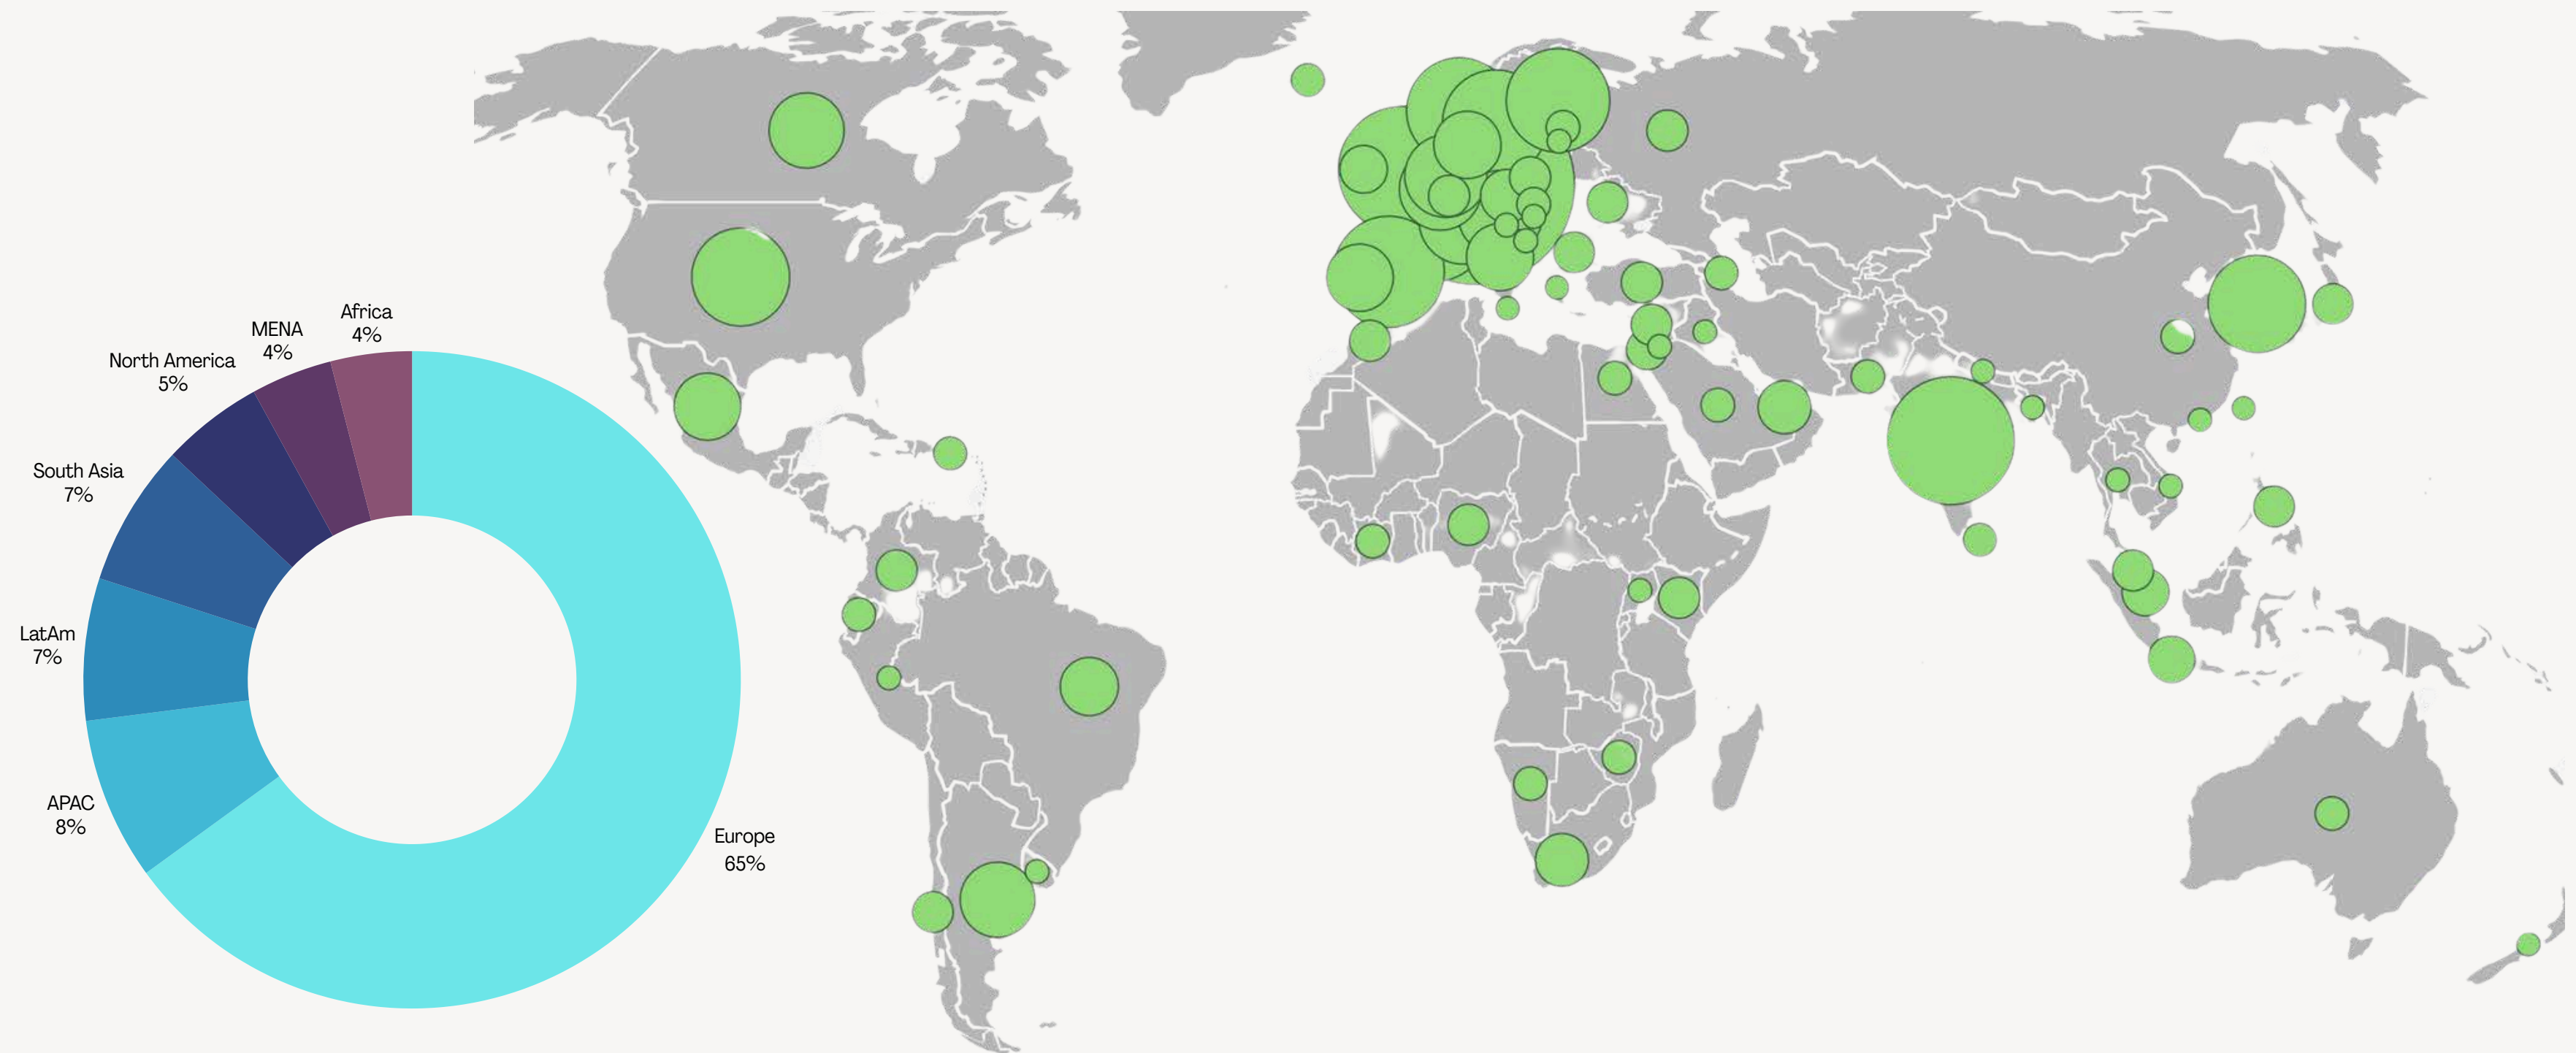 Africa
4%
MENA
4%
North America
5%
South Asia
7%
LatAm
7%
APAC
8%
Europe
65%